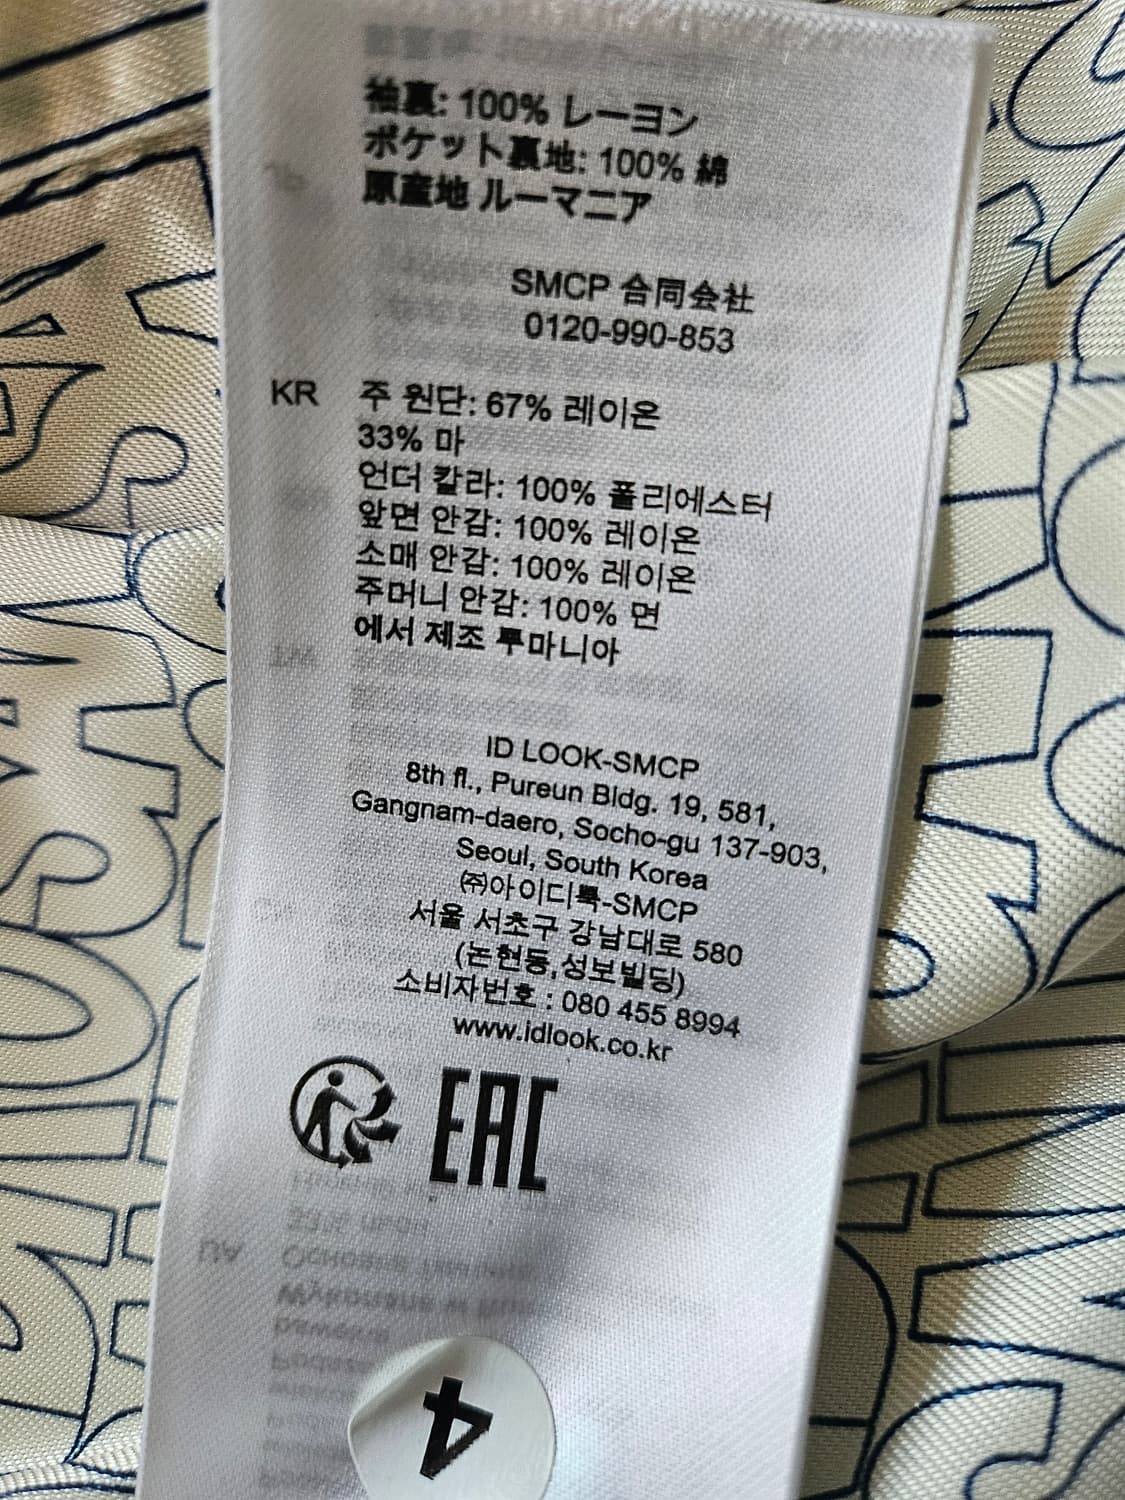 袖裏: 100% レーヨン
ポケット裏地: 100% 綿
原産地 ルーマニア
SMCP 合同会社
0120-990-853
KR 주 원단: 67% 레이온
33% 마
언더 칼라: 100% 폴리에스터
앞면 안감: 100% 레이온
소매 안감: 100% 레이온
주머니 안감: 100% 면
에서 제조 루마니아
ID LOOK-SMCP
8th fl., Pureun Bldg. 19, 581,
Gangnam-daero, Socho-gu 137-903,
Seoul, South Korea
㈜아이디룩-SMCP
서울 서초구 강남대로 580
(논현동,성보빌딩)
소비자번호 : 080 455 8994
www.idlook.co.kr
EAC
4